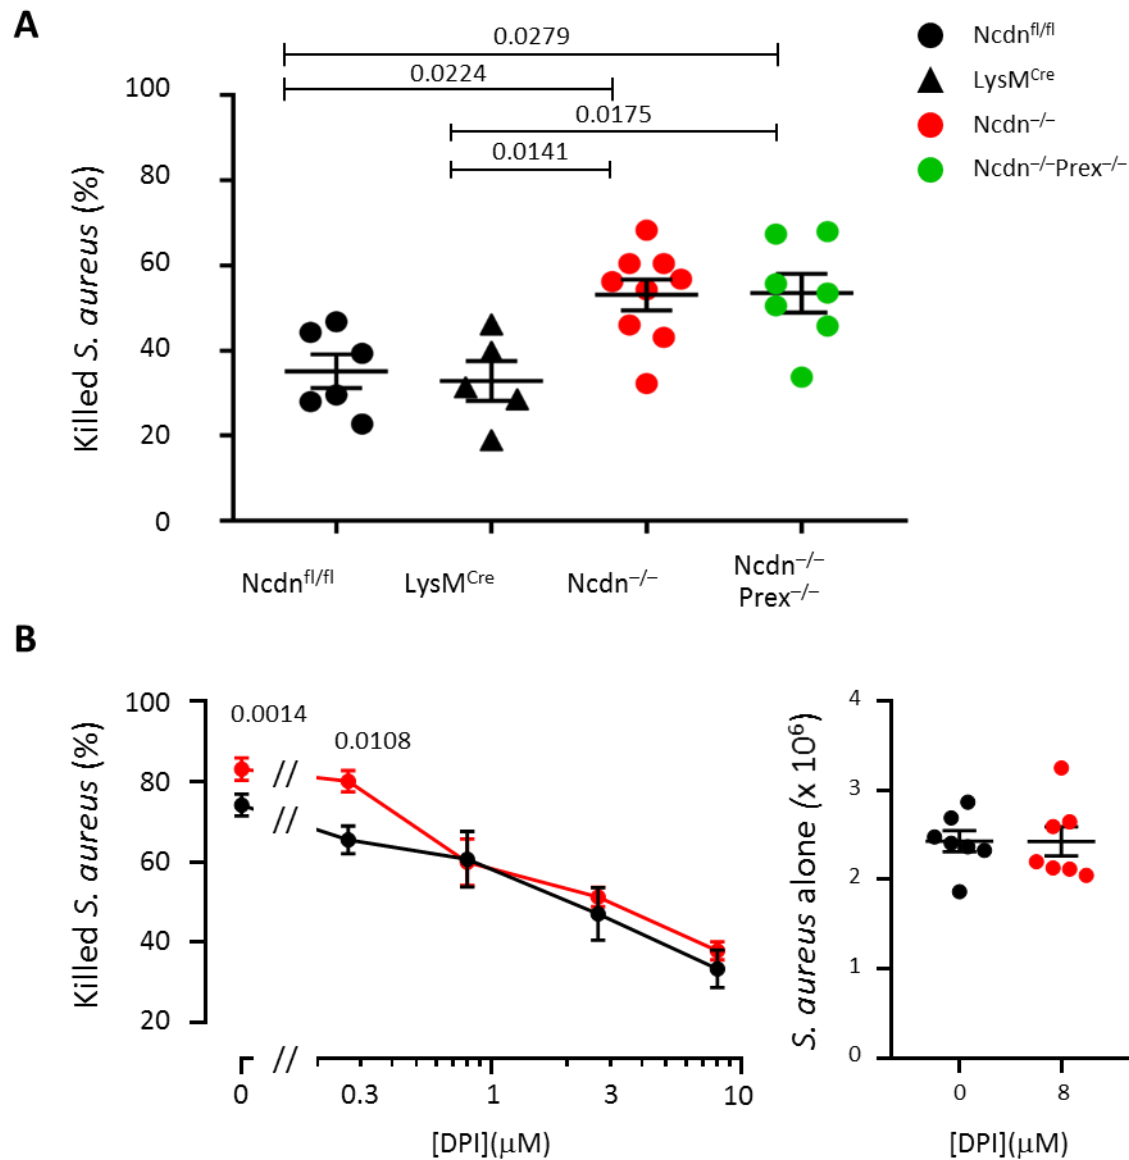 A
0.0279
0.0224
0.0175
0.0141
Ncdnfl/fl
LysMCre
Ncdn–/–
Ncdn–/–Prex–/–
Killed S. aureus (%)
100
80
60
40
20
0
Ncdnfl/fl
LysMCre
Ncdn–/–
Ncdn–/–
Prex–/–
B
Killed S. aureus (%)
100
80
60
40
20
0.0014
0.0108
//
//
//
0
0.3
1
3
10
[DPI](μM)
S. aureus alone (x 10⁶)
4
3
2
1
0
0
8
[DPI](μM)